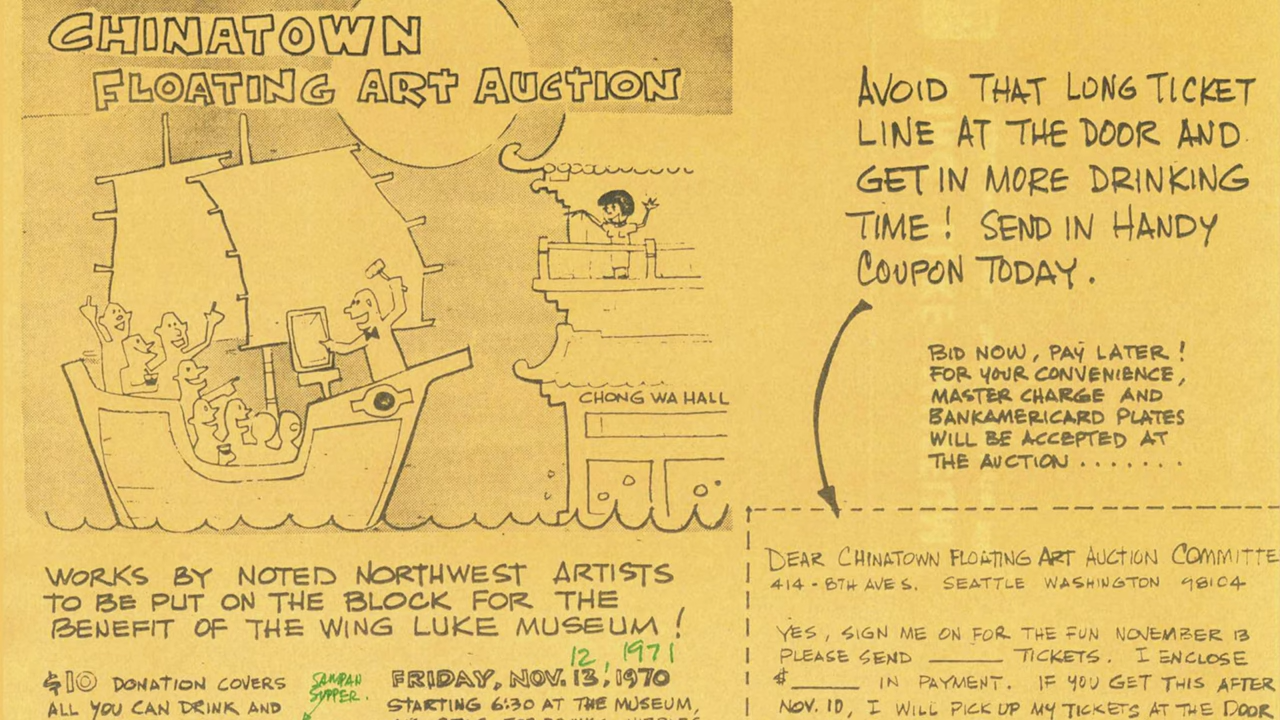 CHINATOWN
FLOATING ART AUCTION
CHONG WA HALL
WORKS BY NOTED NORTHWEST ARTISTS
TO BE PUT ON THE BLOCK FOR THE
BENEFIT OF THE WING LUKE MUSEUM!
$10 DONATION COVERS
ALL YOU CAN DRINK AND
SAMPAN
SUPPER.
12, 1971
FRIDAY, NOV. 13, 1970
STARTING 6:30 AT THE MUSEUM,
AVOID THAT LONG TICKET
LINE AT THE DOOR AND
GET IN MORE DRINKING
TIME! SEND IN HANDY
COUPON TODAY.
BID NOW, PAY LATER!
FOR YOUR CONVENIENCE,
MASTER CHARGE AND
BANKAMERICARD PLATES
WILL BE ACCEPTED AT
THE AUCTION.......
DEAR CHINATOWN FLOATING ART AUCTION COMMITTE
414-8TH AVE S. SEATTLE WASHINGTON 98104
YES, SIGN ME ON FOR THE FUN NOVEMBER 13
PLEASE SEND ______ TICKETS. I ENCLOSE
$______ IN PAYMENT. IF YOU GET THIS AFTER
NOV. 10, I WILL PICK UP MY TICKETS AT THE DOOR